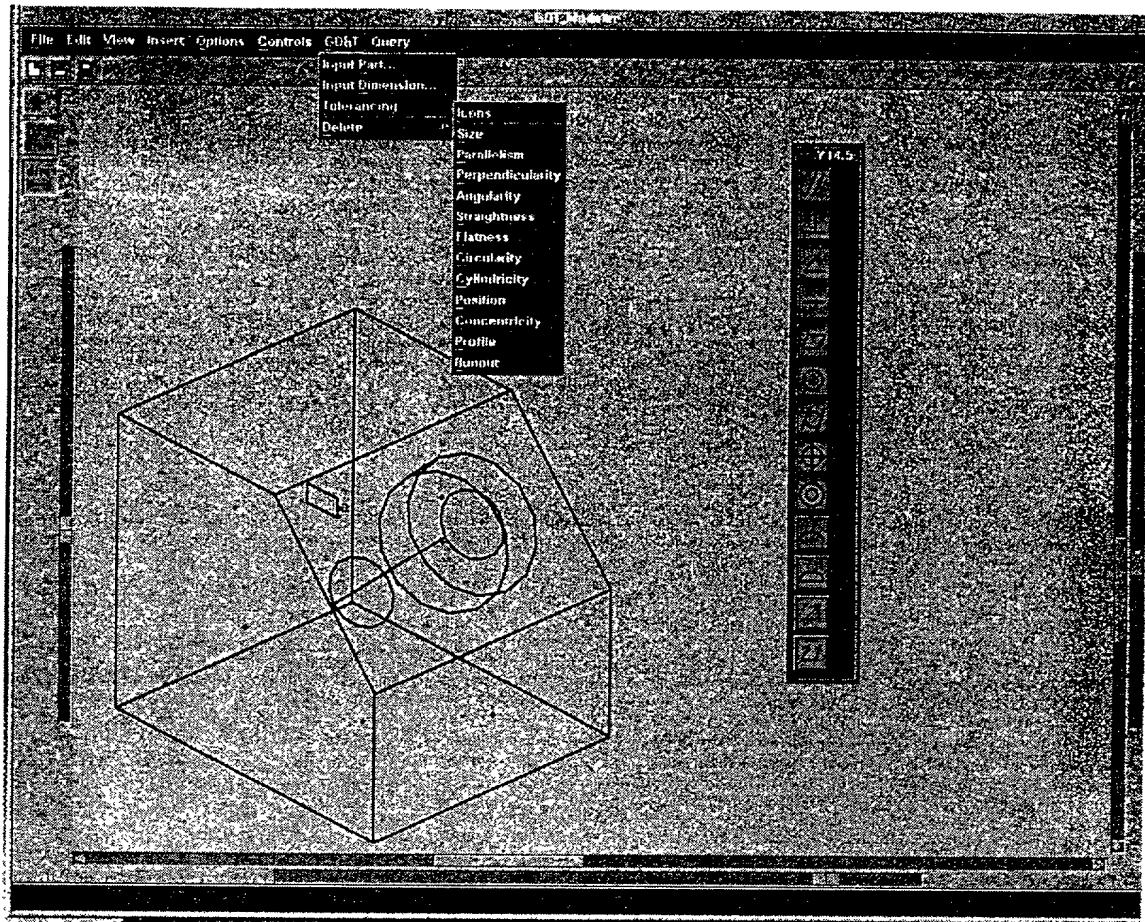 GDT Modeler
File Edit View Insert Options Controls GD&T Query
Input Part...
Input Dimension...
Tolerancing
Delete
Icons
Size
Parallelism
Perpendicularity
Angularity
Straightness
Flatness
Circularity
Cylindricity
Position
Concentricity
Profile
Runout
Y14.5